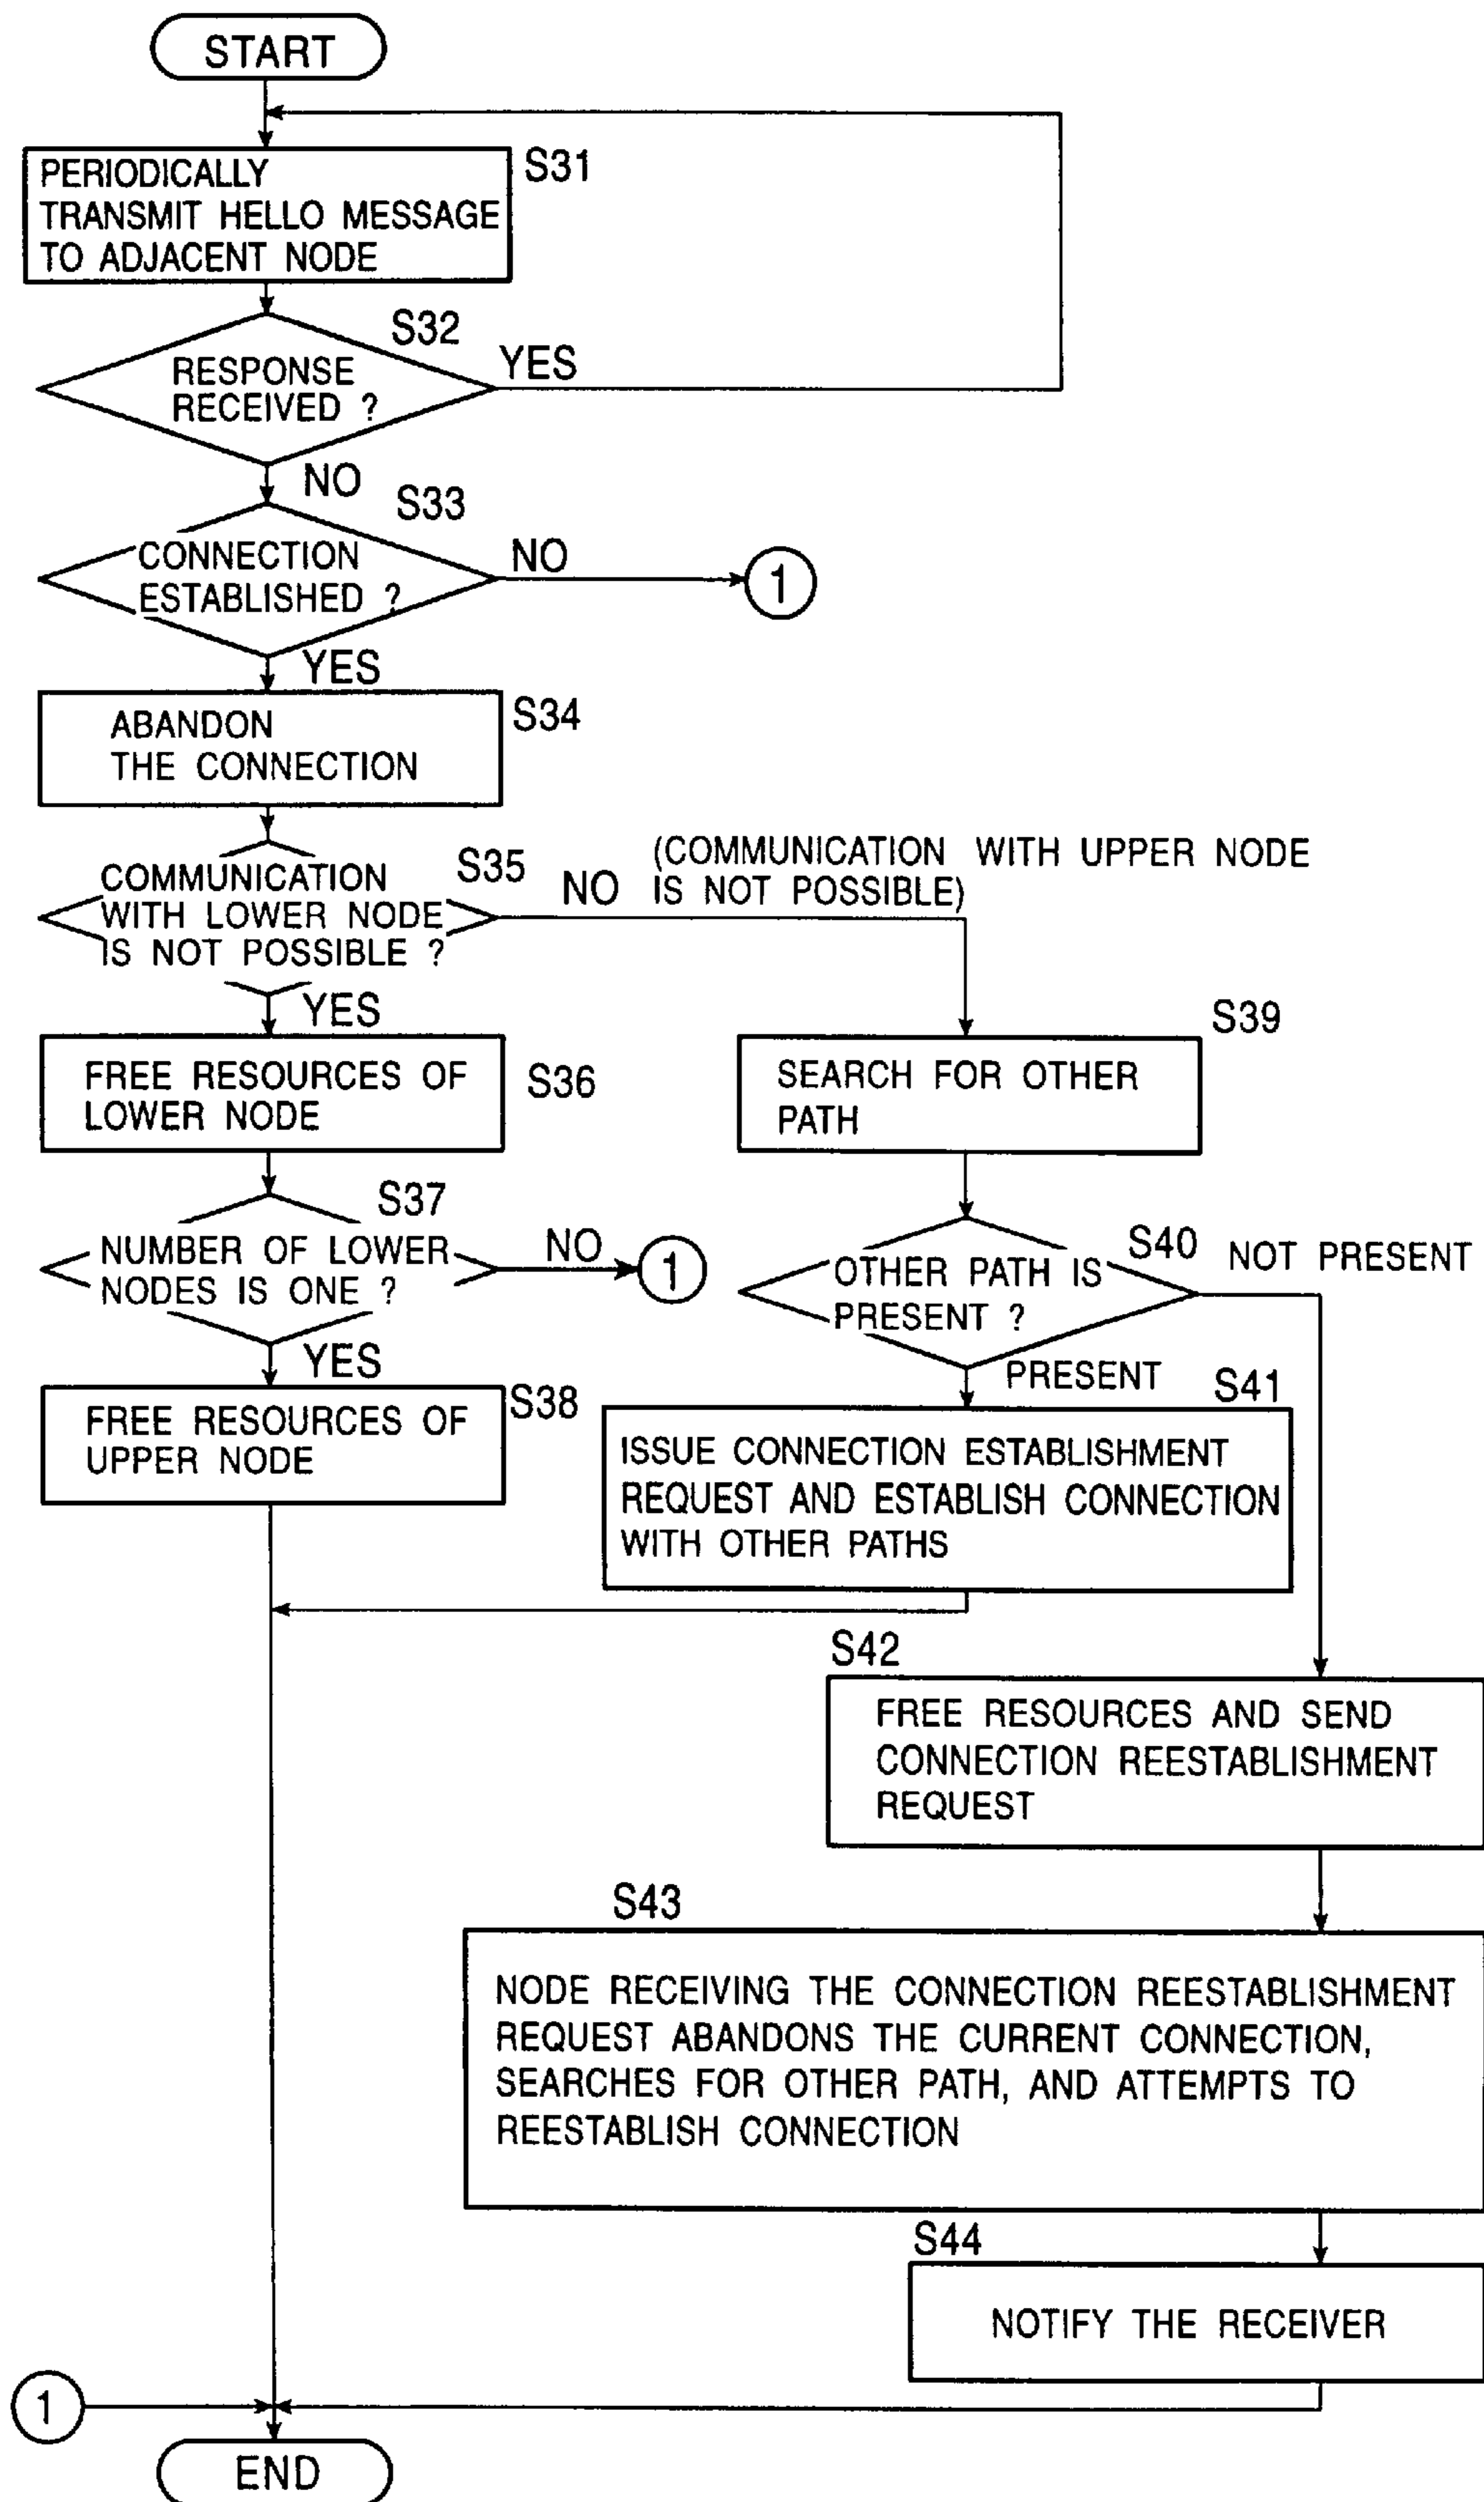 START
PERIODICALLY
TRANSMIT HELLO MESSAGE
TO ADJACENT NODE
S31
S32
RESPONSE
RECEIVED ?
YES
NO
S33
CONNECTION
ESTABLISHED ?
NO
1
YES
ABANDON
THE CONNECTION
S34
COMMUNICATION
WITH LOWER NODE
IS NOT POSSIBLE ?
S35
NO
(COMMUNICATION WITH UPPER NODE
IS NOT POSSIBLE)
YES
FREE RESOURCES OF
LOWER NODE
S36
S39
SEARCH FOR OTHER
PATH
S37
NUMBER OF LOWER
NODES IS ONE ?
NO
1
S40
NOT PRESENT
OTHER PATH IS
PRESENT ?
YES
PRESENT
FREE RESOURCES OF
UPPER NODE
S38
S41
ISSUE CONNECTION ESTABLISHMENT
REQUEST AND ESTABLISH CONNECTION
WITH OTHER PATHS
S42
FREE RESOURCES AND SEND
CONNECTION REESTABLISHMENT
REQUEST
S43
NODE RECEIVING THE CONNECTION REESTABLISHMENT
REQUEST ABANDONS THE CURRENT CONNECTION,
SEARCHES FOR OTHER PATH, AND ATTEMPTS TO
REESTABLISH CONNECTION
S44
NOTIFY THE RECEIVER
1
END